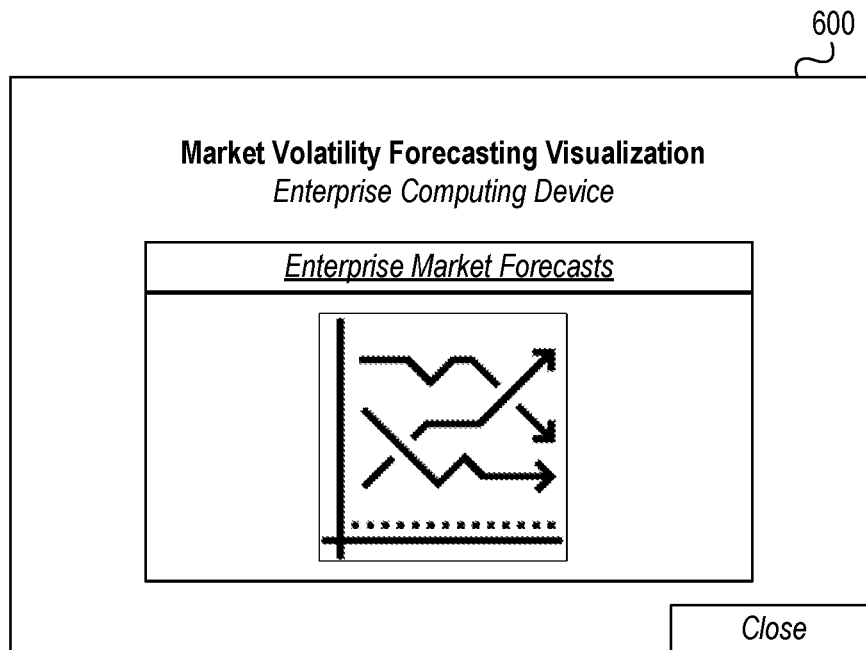 600
Market Volatility Forecasting Visualization
Enterprise Computing Device
Enterprise Market Forecasts
Close